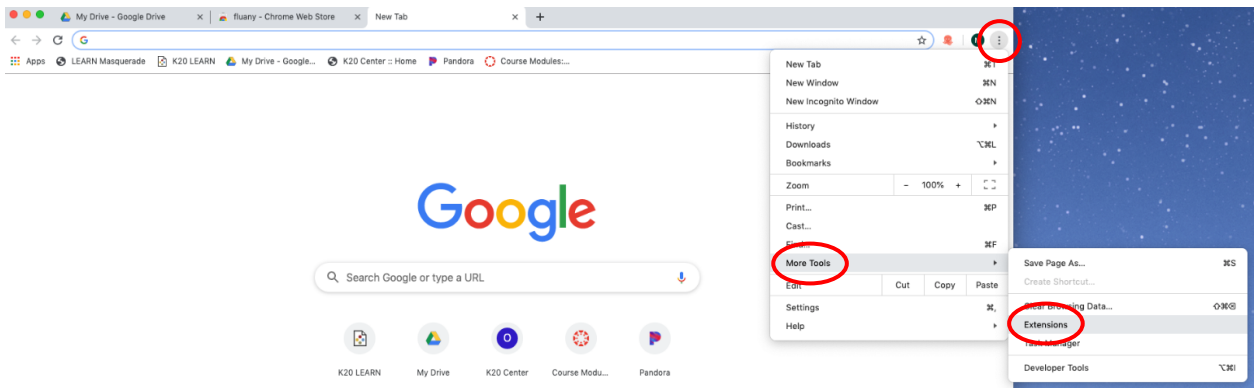 My Drive - Google Drive
fluany - Chrome Web Store
New Tab
Apps
LEARN Masquerade
K20 LEARN
My Drive - Google...
K20 Center :: Home
Pandora
Course Modules:...
New Tab ⌘T
New Window ⌘N
New Incognito Window ⇧⌘N
History
Downloads ⌥⌘L
Bookmarks
Zoom - 100% +
Print... ⌘P
Cast...
Find... ⌘F
More Tools
Edit Cut Copy Paste
Settings ⌘,
Help
Save Page As... ⌘S
Create Shortcut...
Clear Browsing Data... ⇧⌘⌫
Extensions
Task Manager
Developer Tools ⌥⌘I
Google
Search Google or type a URL
K20 LEARN
My Drive
O
K20 Center
Course Modu...
Pandora